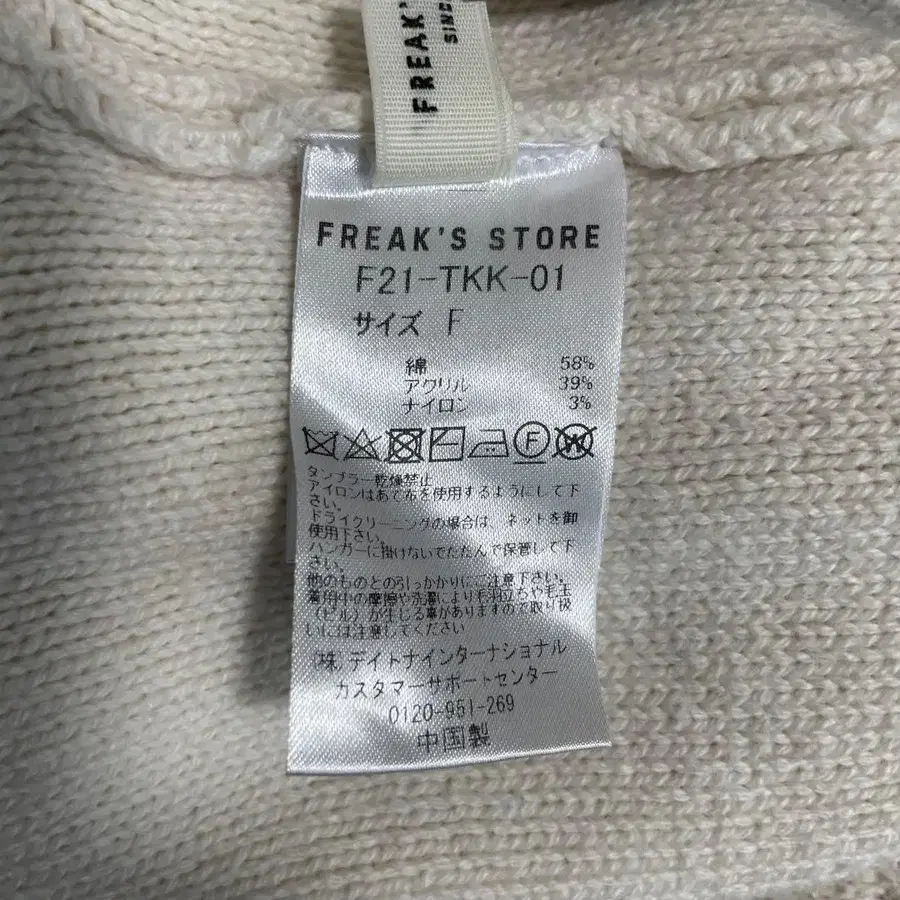 FREAK'S
SINC
FREAK'S STORE
F21-TKK-01
サイズ F
綿 58%
アクリル 39%
ナイロン 3%
F W
タンブラー乾燥禁止
アイロンはあて布を使用するようにして下
さい。
ドライクリーニングの場合は、ネットを御
使用下さい。
ハンガーに掛けないでたたんで保管して下
さい。
他のものとの引っかかりにご注意下さい。
着用中の摩擦や洗濯により毛羽立ちや毛玉
(ピル)が生じる事がありますので取り扱
いには注意してください
(株)デイトナインターナショナル
カスタマーサポートセンター
0120-951-269
中国製